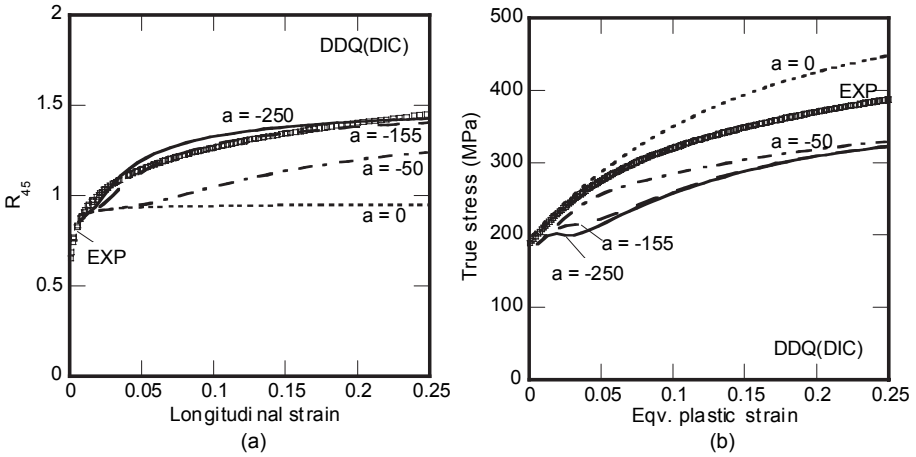 2
1.5
1
0.5
0
R45
DDQ(DIC)
a = -250
a = -155
a = -50
a = 0
EXP
0 0.05 0.1 0.15 0.2 0.25
Longitudinal strain
(a)
500
400
300
200
100
0
True stress (MPa)
a = 0
EXP
a = -50
a = -155
a = -250
DDQ(DIC)
0 0.05 0.1 0.15 0.2 0.25
Eqv. plastic strain
(b)